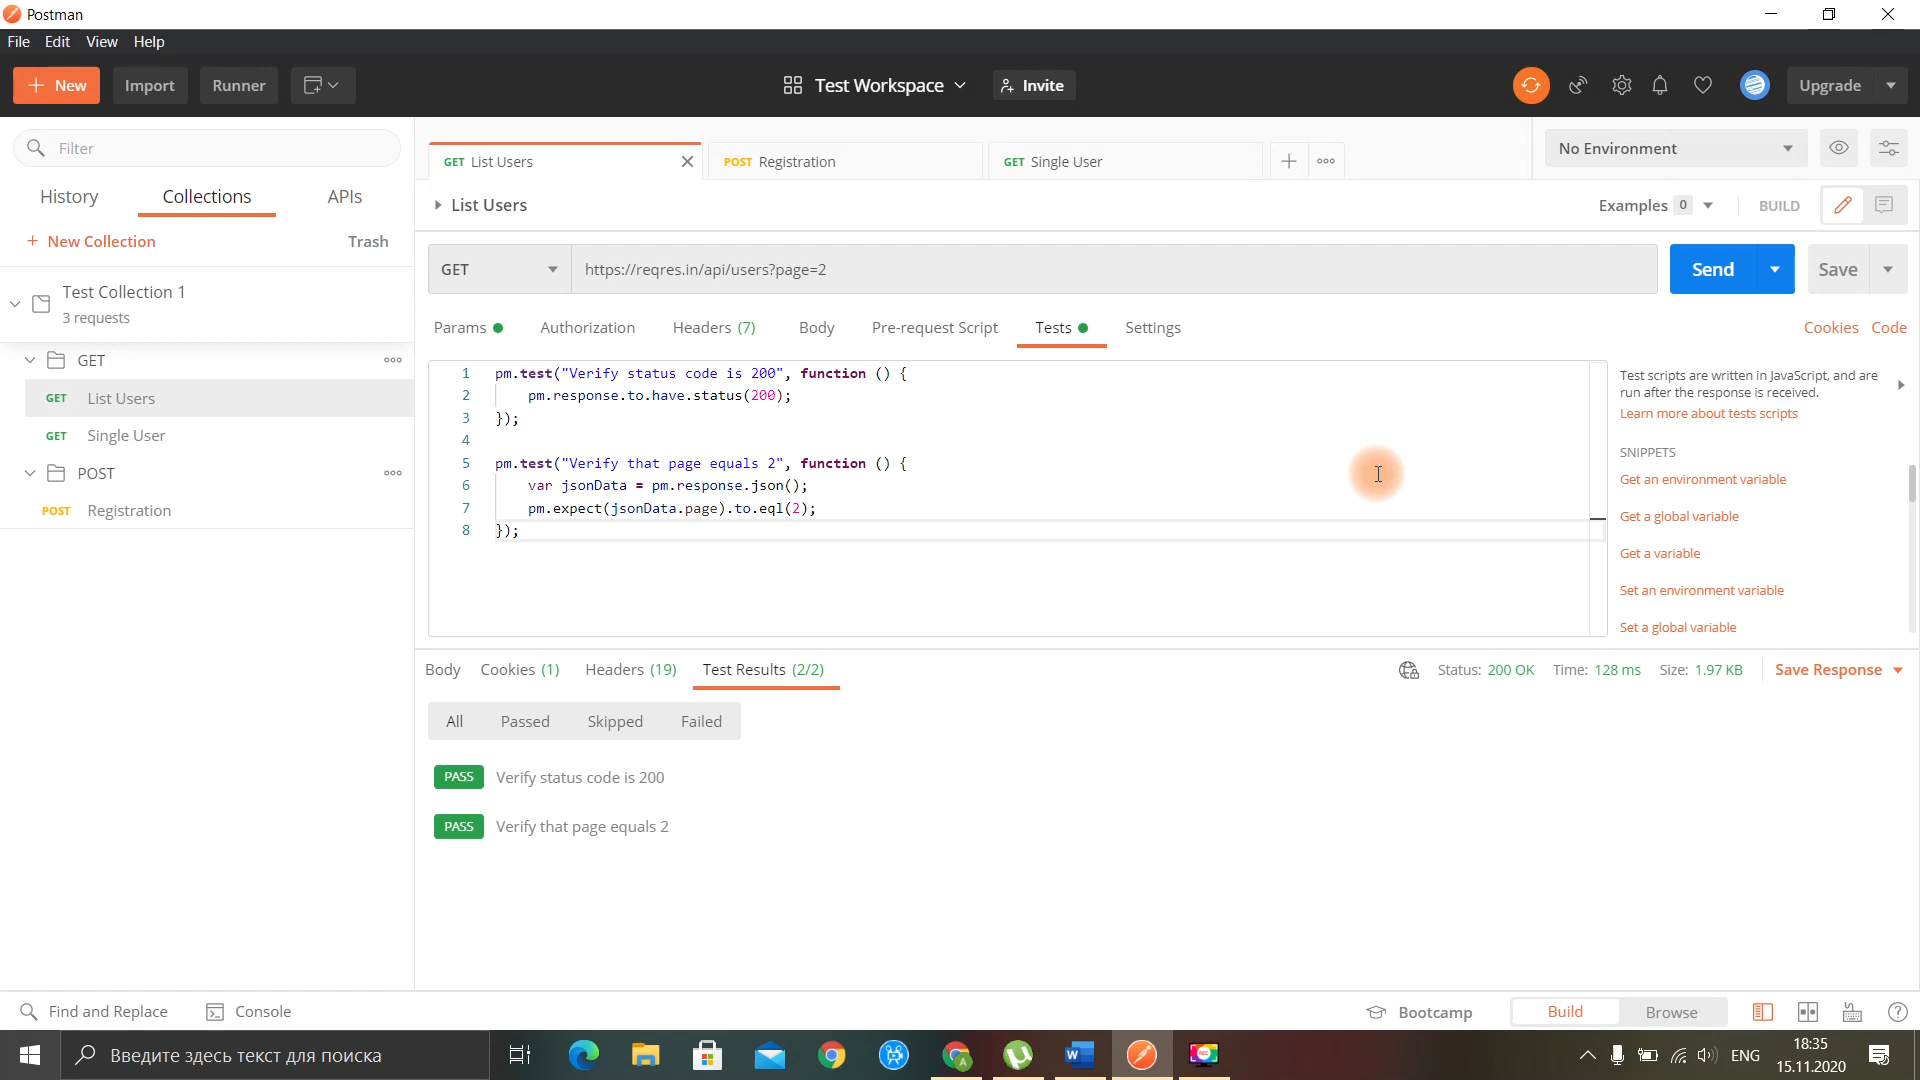 Postman
File Edit View Help
New Import Runner Test Workspace Invite Upgrade
Filter
History Collections APIs
+ New Collection Trash
Test Collection 1
3 requests
GET
GET List Users
GET Single User
POST
POST Registration
GET List Users POST Registration GET Single User
No Environment
List Users Examples 0 BUILD
GET https://reqres.in/api/users?page=2 Send Save
Params Authorization Headers (7) Body Pre-request Script Tests Settings Cookies Code
1 pm.test("Verify status code is 200", function () {
2 pm.response.to.have.status(200);
3 });
4
5 pm.test("Verify that page equals 2", function () {
6 var jsonData = pm.response.json();
7 pm.expect(jsonData.page).to.eql(2);
8 });
Test scripts are written in JavaScript, and are
run after the response is received.
Learn more about tests scripts
SNIPPETS
Get an environment variable
Get a global variable
Get a variable
Set an environment variable
Set a global variable
Body Cookies (1) Headers (19) Test Results (2/2) Status: 200 OK Time: 128 ms Size: 1.97 KB Save Response
All Passed Skipped Failed
PASS Verify status code is 200
PASS Verify that page equals 2
Find and Replace Console Bootcamp Build Browse
Введите здесь текст для поиска
ENG
18:35
15.11.2020